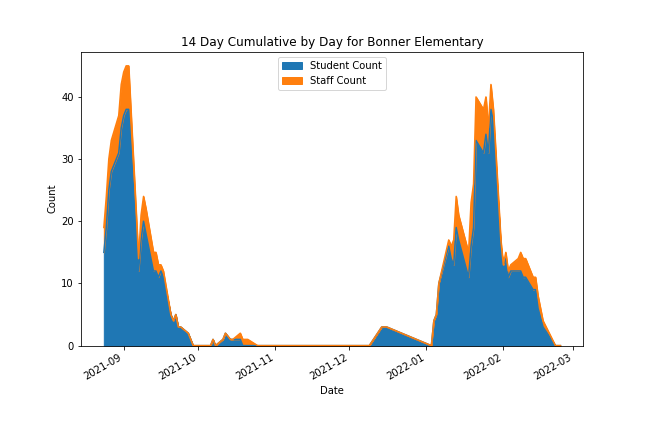 14 Day Cumulative by Day for Bonner Elementary
Student Count
Staff Count
Count
40
30
20
10
0
2021-09
2021-10
2021-11
2021-12
2022-01
2022-02
2022-03
Date